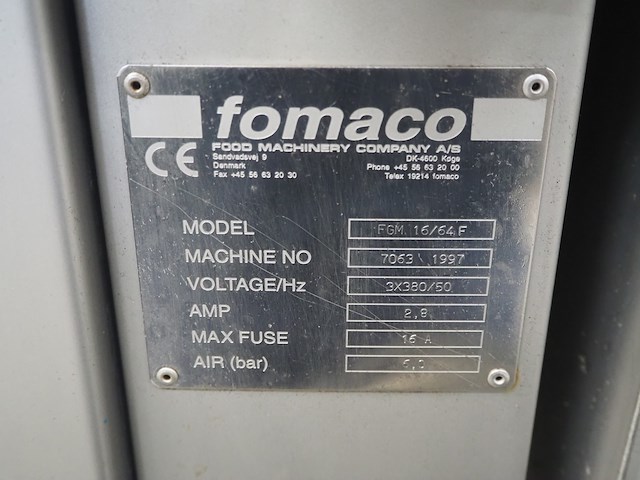 fomaco
FOOD MACHINERY COMPANY A/S
Sandvadsvej 9 DK-4600 Køge
Denmark Phone +45 56 63 20 00
Fax +45 56 63 20 30 Telex 19214 fomaco
CE
MODEL FGM 16/64 F
MACHINE NO 7063 \ 1997
VOLTAGE/Hz 3X380/50
AMP 2,8
MAX FUSE 16 A
AIR (bar) 6,0